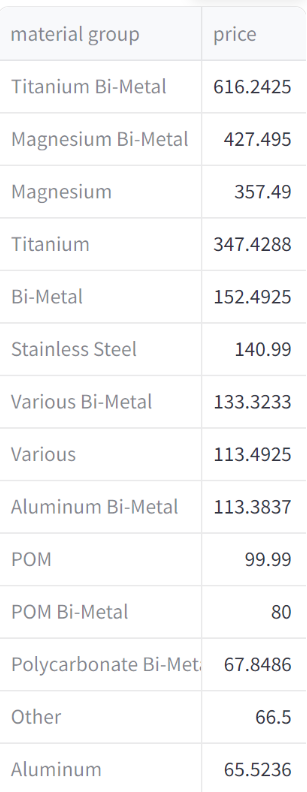 material group price
Titanium Bi-Metal 616.2425
Magnesium Bi-Metal 427.495
Magnesium 357.49
Titanium 347.4288
Bi-Metal 152.4925
Stainless Steel 140.99
Various Bi-Metal 133.3233
Various 113.4925
Aluminum Bi-Metal 113.3837
POM 99.99
POM Bi-Metal 80
Polycarbonate Bi-Meta 67.8486
Other 66.5
Aluminum 65.5236